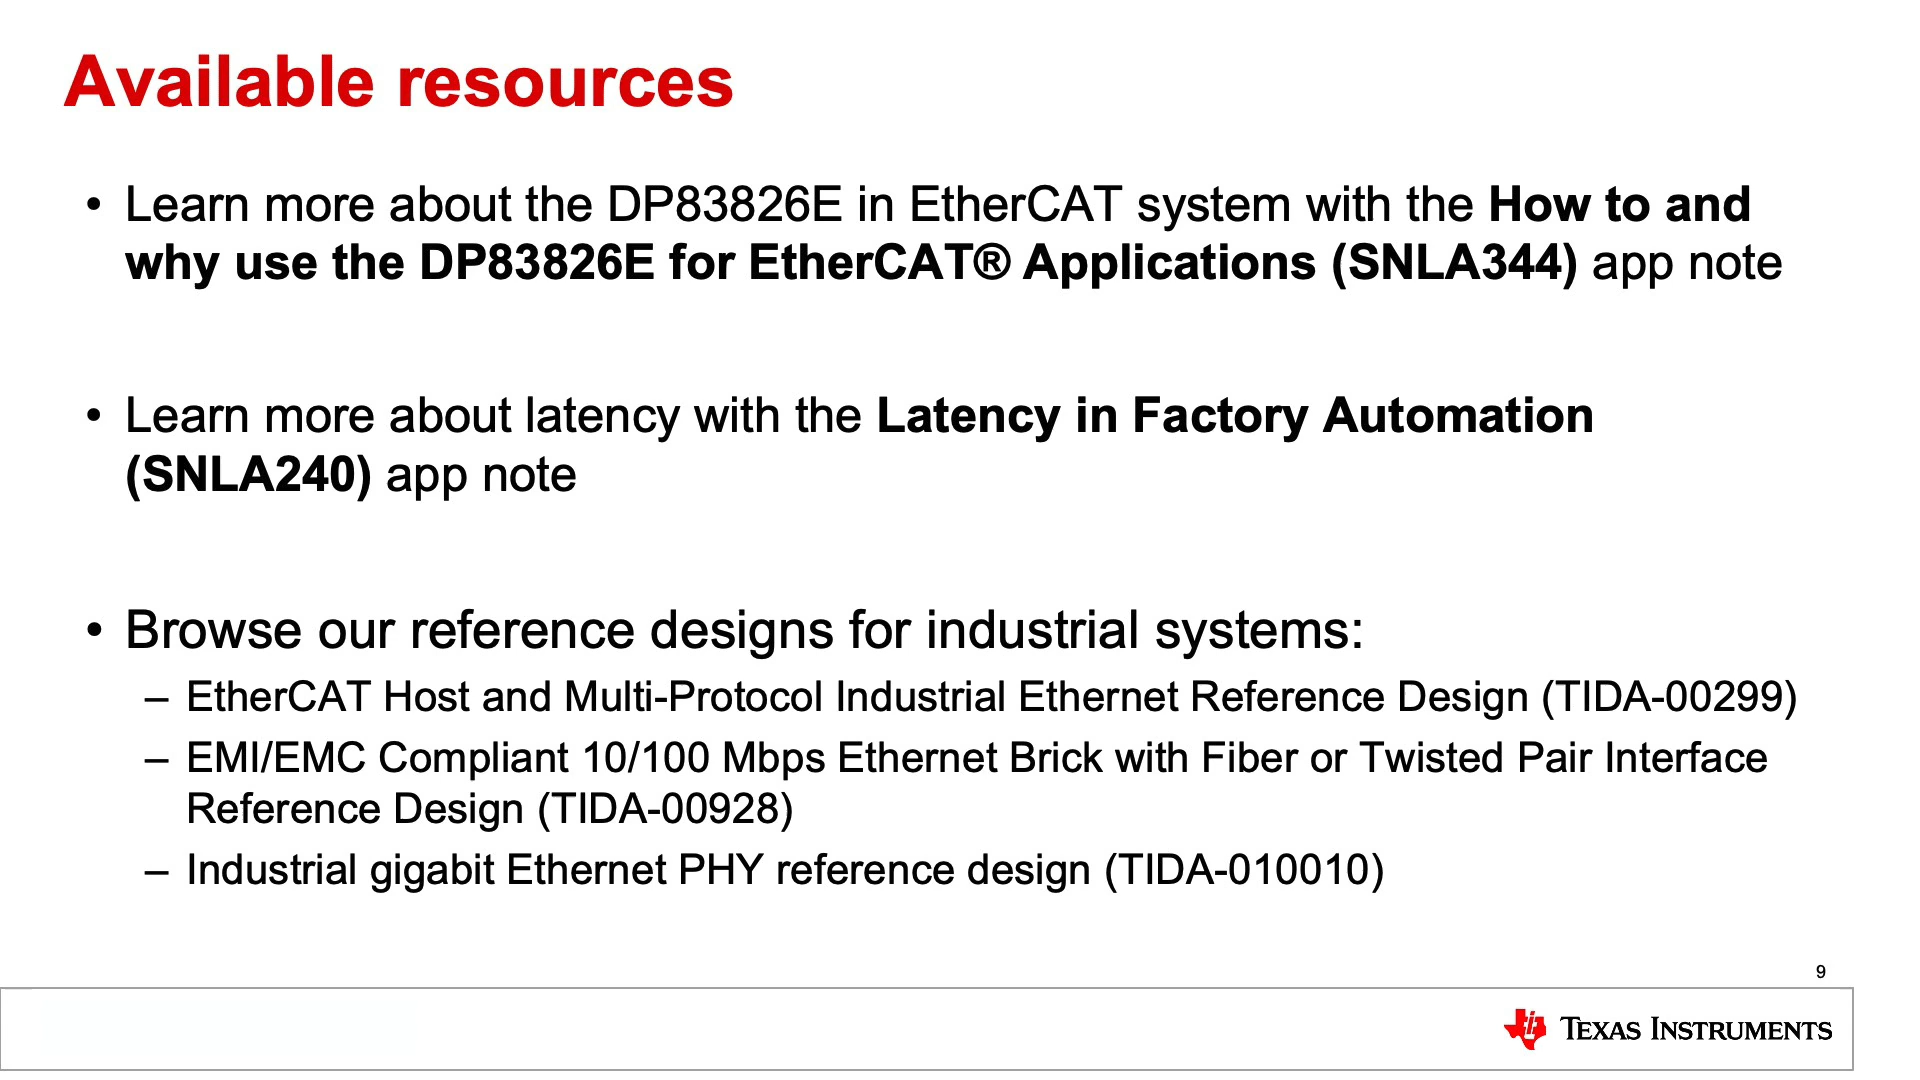 Available resources
• Learn more about the DP83826E in EtherCAT system with the How to and
why use the DP83826E for EtherCAT® Applications (SNLA344) app note
• Learn more about latency with the Latency in Factory Automation
(SNLA240) app note
• Browse our reference designs for industrial systems:
– EtherCAT Host and Multi-Protocol Industrial Ethernet Reference Design (TIDA-00299)
– EMI/EMC Compliant 10/100 Mbps Ethernet Brick with Fiber or Twisted Pair Interface
Reference Design (TIDA-00928)
– Industrial gigabit Ethernet PHY reference design (TIDA-010010)
9
TEXAS INSTRUMENTS